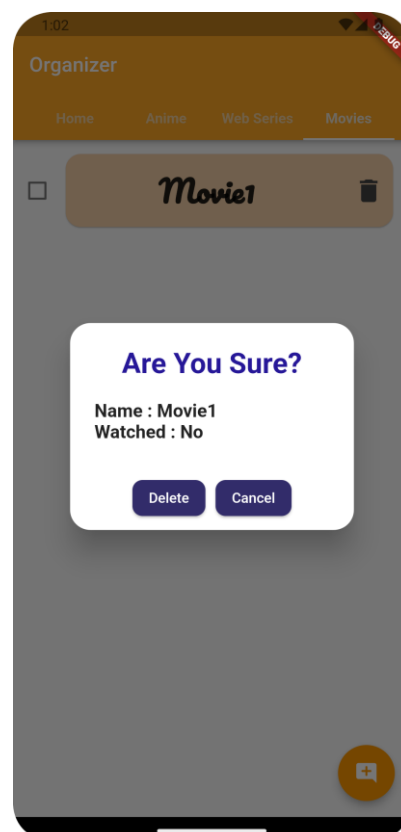 1:02
DEBUG
Organizer
Home Anime Web Series Movies
Movie1
Are You Sure?
Name : Movie1
Watched : No
Delete Cancel